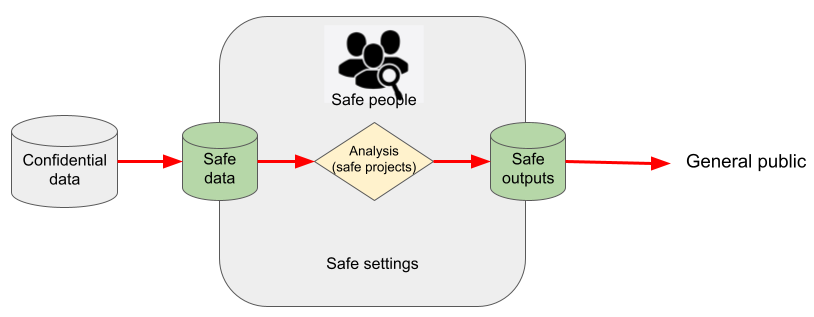 Safe people
Confidential
data
Safe
data
Analysis
(safe projects)
Safe
outputs
General public
Safe settings